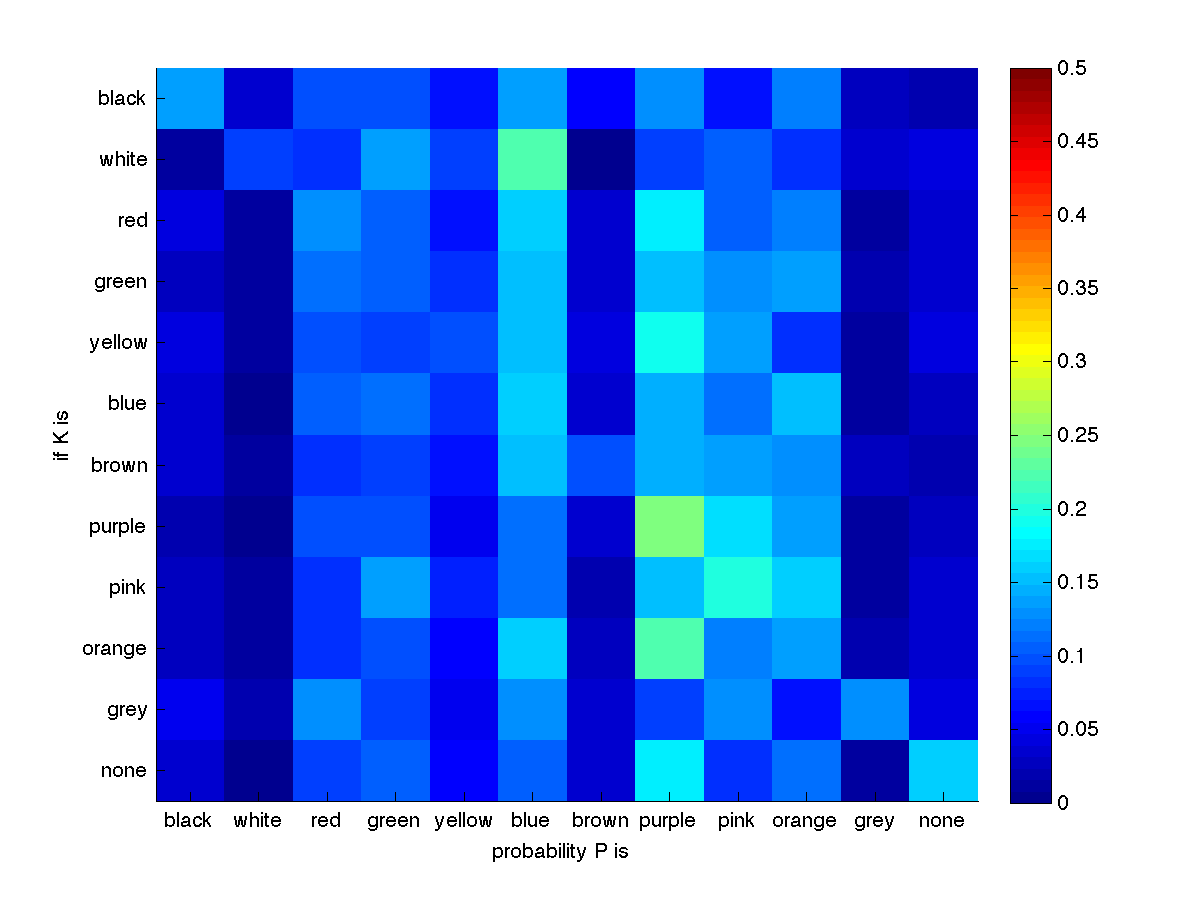 0.5
black
0.45
white
0.4
red
0.35
green
0.3
yellow
0.25
blue
if K is
brown
0.2
purple
0.15
pink
0.1
orange
grey
0.05
none
0
black white red green yellow blue brown purple pink orange grey none
probability P is